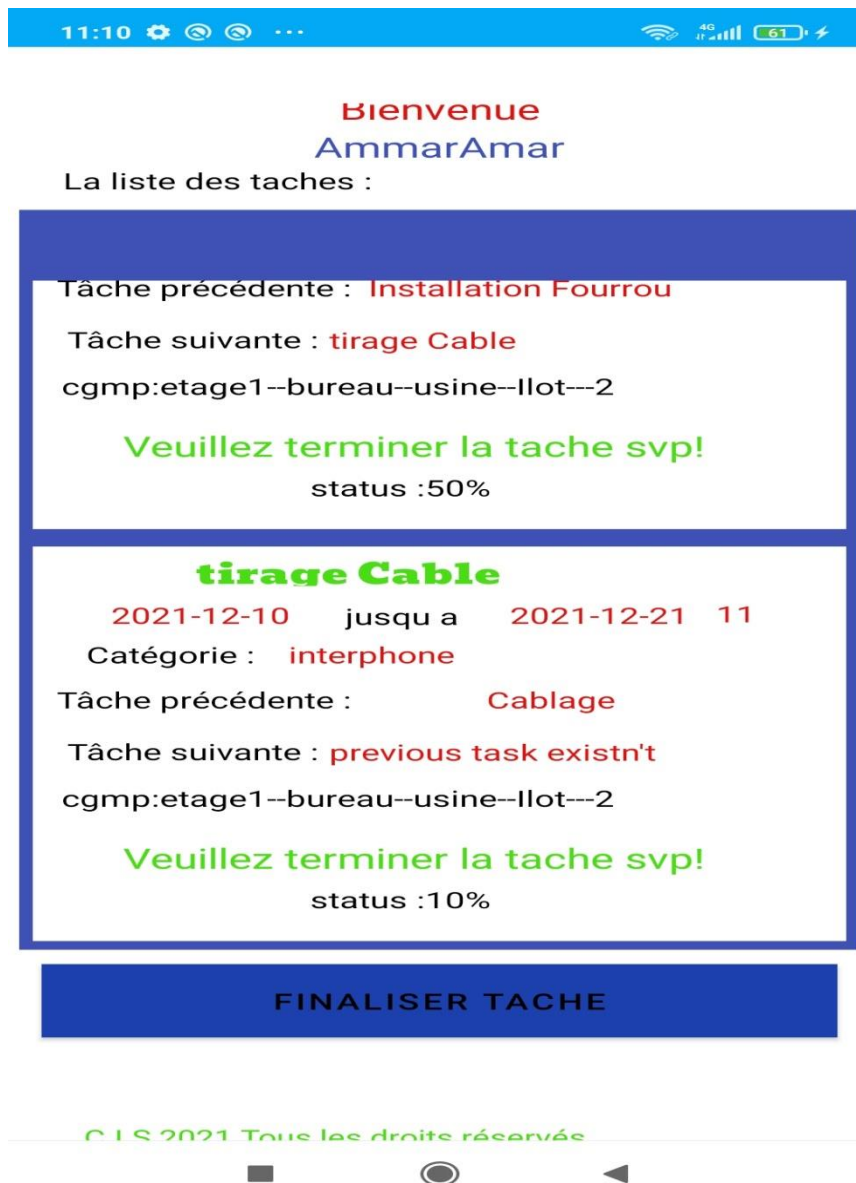 11:10 ... 4G 61
Bienvenue
AmmarAmar
La liste des taches :
Tâche précédente : Installation Fourrou
Tâche suivante : tirage Cable
cgmp:etage1--bureau--usine--Ilot---2
Veuillez terminer la tache svp!
status :50%
tirage Cable
2021-12-10 jusqu a 2021-12-21 11
Catégorie : interphone
Tâche précédente : Cablage
Tâche suivante : previous task existn't
cgmp:etage1--bureau--usine--Ilot---2
Veuillez terminer la tache svp!
status :10%
FINALISER TACHE
C.I.S 2021 Tous les droits réservés